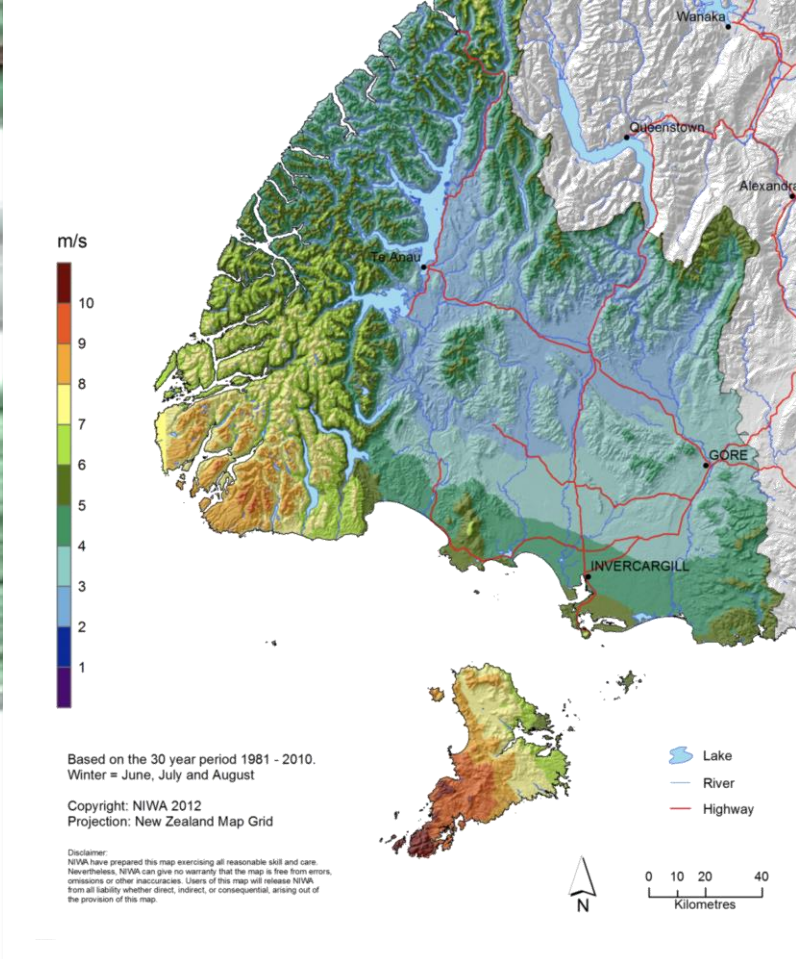 Wanaka
Queenstown
Alexandra
m/s
Te Anau
10
9
8
7
6
5
4
3
2
1
GORE
INVERCARGILL
Based on the 30 year period 1981 - 2010.
Winter = June, July and August
Copyright: NIWA 2012
Projection: New Zealand Map Grid
Disclaimer:
NIWA have prepared this map exercising all reasonable skill and care.
Nevertheless, NIWA can give no warranty that the map is free from errors,
omissions or other inaccuracies. Users of this map will release NIWA
from all liability whether direct, indirect, or consequential, arising out of
the provision of this map.
Lake
River
Highway
N
0 10 20 40
Kilometres